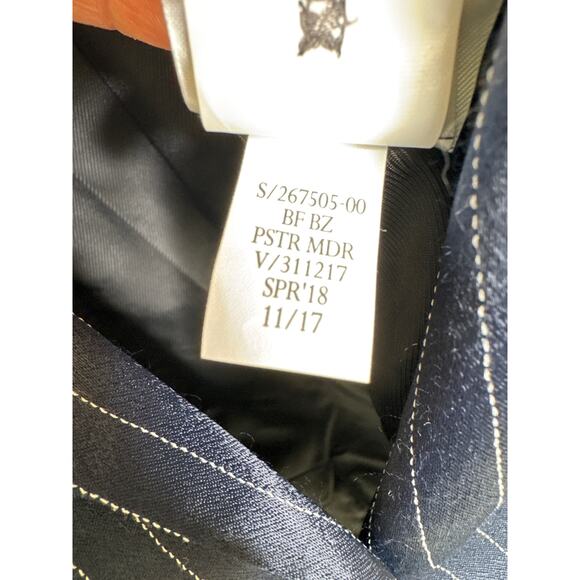 S/267505-00
BF BZ
PSTR MDR
V/311217
SPR'18
11/17